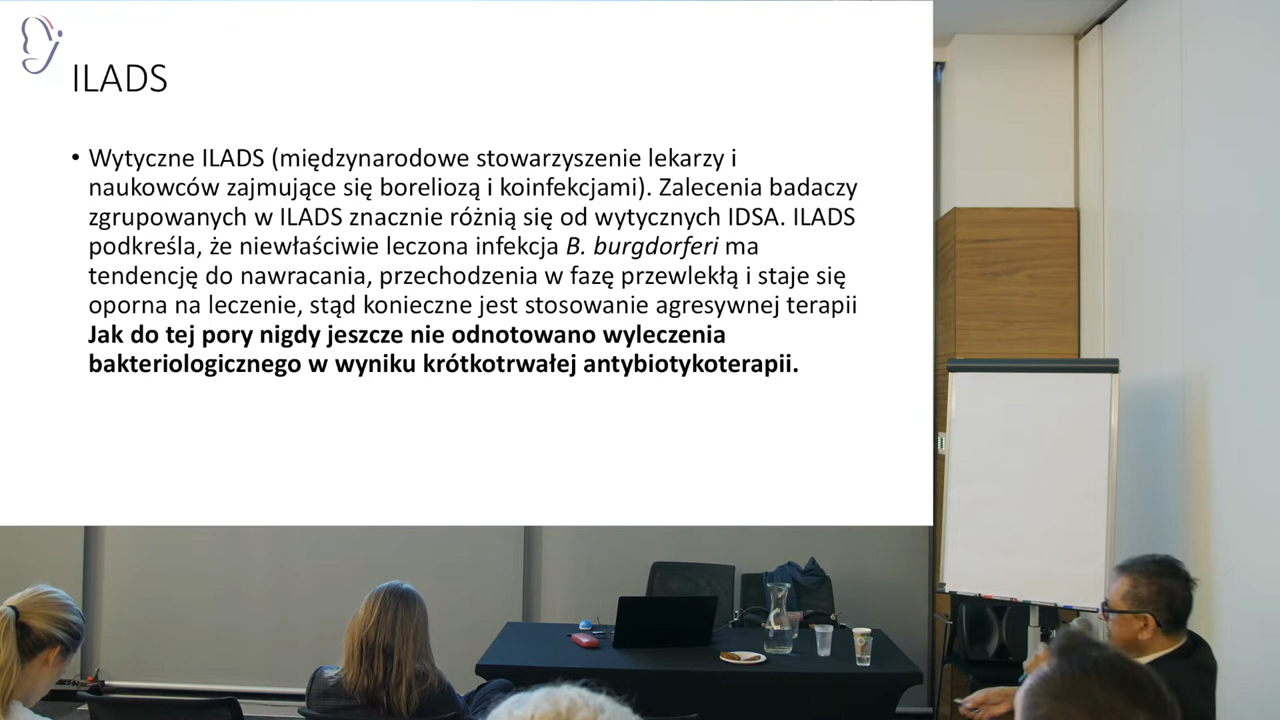 ILADS
• Wytyczne ILADS (międzynarodowe stowarzyszenie lekarzy i
naukowców zajmujące się boreliozą i koinfekcjami). Zalecenia badaczy
zgrupowanych w ILADS znacznie różnią się od wytycznych IDSA. ILADS
podkreśla, że niewłaściwie leczona infekcja B. burgdorferi ma
tendencję do nawracania, przechodzenia w fazę przewlekłą i staje się
oporna na leczenie, stąd konieczne jest stosowanie agresywnej terapii
Jak do tej pory nigdy jeszcze nie odnotowano wyleczenia
bakteriologicznego w wyniku krótkotrwałej antybiotykoterapii.